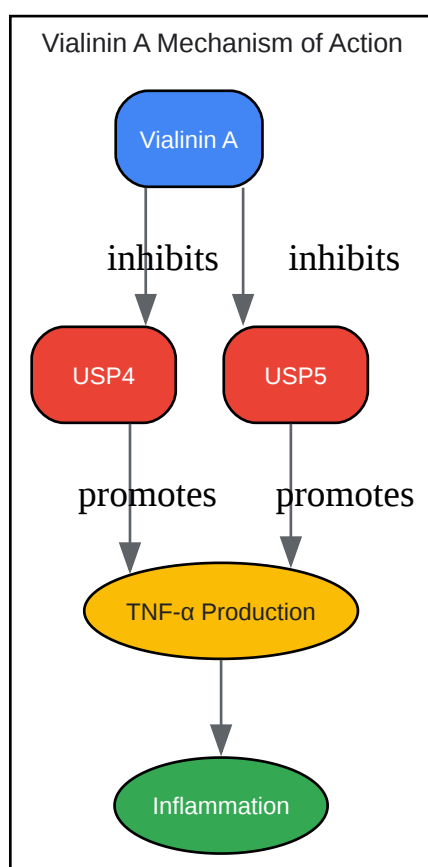 Vialinin A Mechanism of Action
Vialinin A
inhibits
inhibits
USP4
USP5
promotes
promotes
TNF-α Production
Inflammation